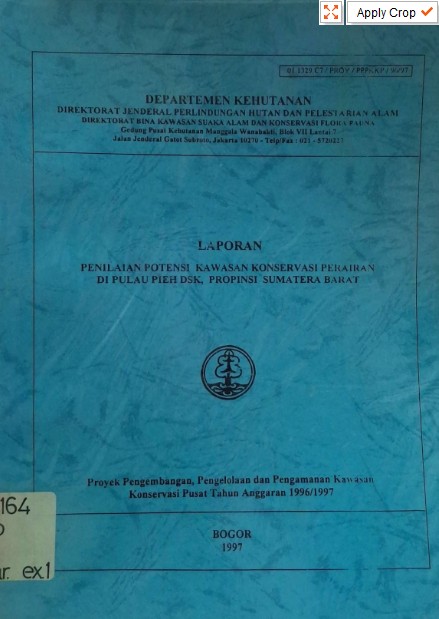 Apply Crop
DEPARTEMEN KEHUTANAN
DIREKTORAT JENDERAL PERLINDUNGAN HUTAN DAN PELESTARIAN ALAM
DIREKTORAT BINA KAWASAN SUAKA ALAM DAN KONSERVASI FLORA FAUNA
Gedung Pusat Kehutanan Manggala Wanabakti, Blok VII Lantai 7
Jalan Jenderal Gatot Subroto, Jakarta 10270 - Telp/Fax : 021 -
LAPORAN
PENILAIAN POTENSI KAWASAN KONSERVASI PERAIRAN
DI PULAU PIEH DSK, PROPINSI SUMATERA BARAT
Proyek Pengembangan, Pengelolaan dan Pengamanan Kawasan
Konservasi Pusat Tahun Anggaran 1996/1997
164
ex1
BOGOR
1997